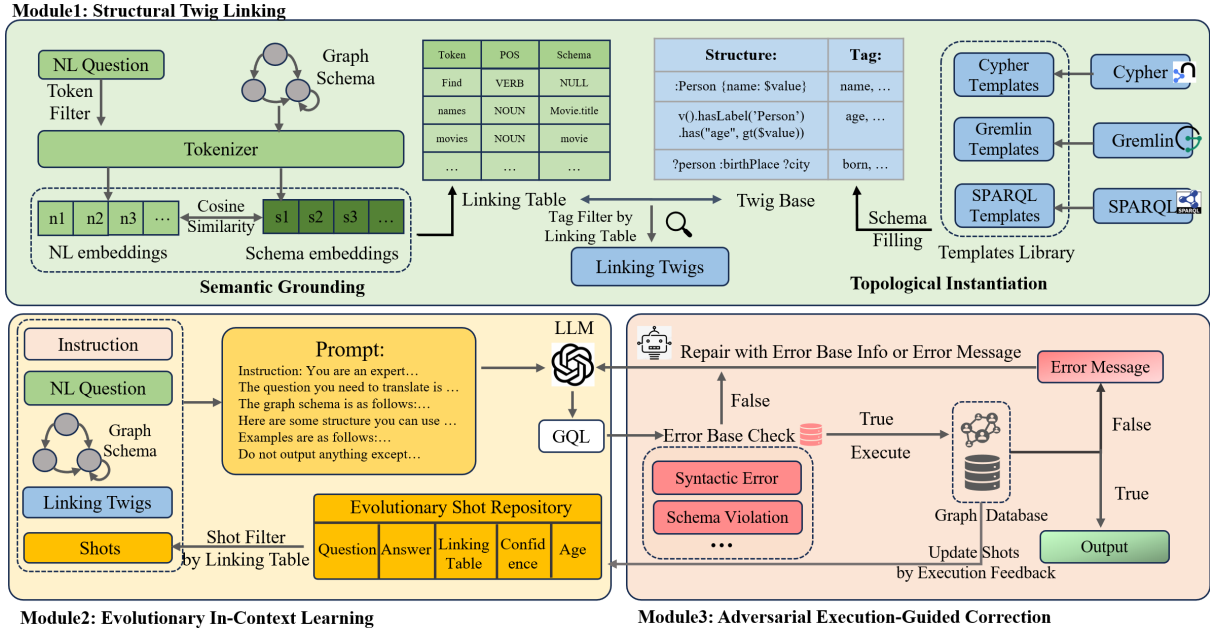 Module1: Structural Twig Linking
NL Question
Token
Filter
Graph
Schema
Tokenizer
n1 n2 n3 …
Cosine
Similarity
s1 s2 s3 …
NL embeddings
Schema embeddings
Semantic Grounding
Token POS Schema
Find VERB NULL
names NOUN Movie.title
movies NOUN movie
… … …
Linking Table
Structure: Tag:
:Person {name: $value} name, …
v().hasLabel('Person')
.has("age", gt($value))
age, …
?person :birthPlace ?city born, …
Twig Base
Tag Filter by
Linking Table
Linking Twigs
Schema
Filling
Cypher
Templates
Gremlin
Templates
SPARQL
Templates
Templates Library
Cypher
Gremlin
SPARQL
SPARQL
Topological Instantiation
Instruction
NL Question
Graph
Schema
Linking Twigs
Shots
Prompt:
Instruction: You are an expert…
The question you need to translate is …
The graph schema is as follows:…
Here are some structure you can use …
Examples are as follows:…
Do not output anything except…
LLM
GQL
Shot Filter
by Linking Table
Evolutionary Shot Repository
Question
Answer
Linking
Table
Confid
ence
Age
Module2: Evolutionary In-Context Learning
Repair with Error Base Info or Error Message
Error Message
False
Error Base Check
True
Execute
False
True
Syntactic Error
Schema Violation
…
Graph Database
Update Shots
by Execution Feedback
Output
Module3: Adversarial Execution-Guided Correction